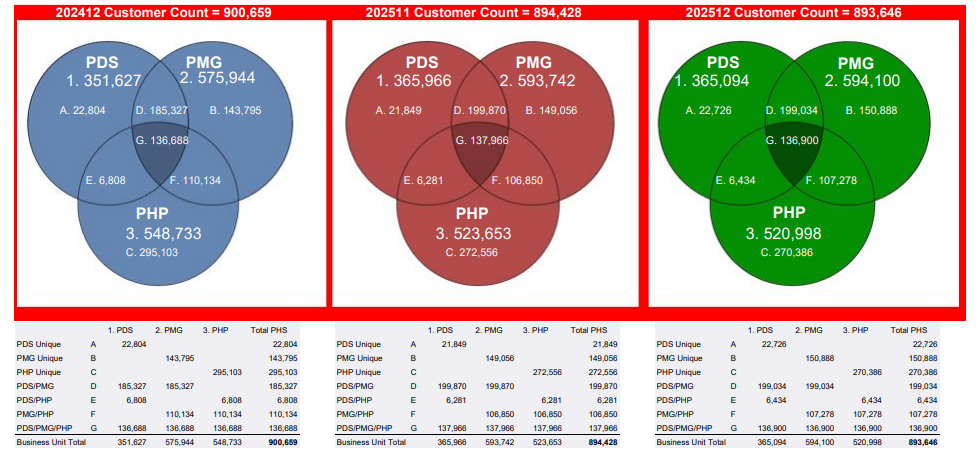 202412 Customer Count = 900,659
202511 Customer Count = 894,428
202512 Customer Count = 893,646
PDS
PMG
1. 351,627
2. 575,944
A. 22,804
D. 185,327
B. 143,795
G. 136,688
E. 6,808
F. 110,134
PHP
3. 548,733
C. 295,103
PDS
PMG
1. 365,966
2. 593,742
A. 21,849
D. 199,870
B. 149,056
G. 137,966
E. 6,281
F. 106,850
PHP
3. 523,653
C. 272,556
PDS
PMG
1. 365,094
2. 594,100
A. 22,726
D. 199,034
B. 150,888
G. 136,900
E. 6,434
F. 107,278
PHP
3. 520,998
C. 270,386
1. PDS 2. PMG 3. PHP Total PHS
PDS Unique A 22,804 22,804
PMG Unique B 143,795 143,795
PHP Unique C 295,103 295,103
PDS/PMG D 185,327 185,327 185,327
PDS/PHP E 6,808 6,808 6,808
PMG/PHP F 110,134 110,134 110,134
PDS/PMG/PHP G 136,688 136,688 136,688 136,688
Business Unit Total 351,627 575,944 548,733 900,659
1. PDS 2. PMG 3. PHP Total PHS
PDS Unique A 21,849 21,849
PMG Unique B 149,056 149,056
PHP Unique C 272,556 272,556
PDS/PMG D 199,870 199,870 199,870
PDS/PHP E 6,281 6,281 6,281
PMG/PHP F 106,850 106,850 106,850
PDS/PMG/PHP G 137,966 137,966 137,966 137,966
Business Unit Total 365,966 593,742 523,653 894,428
1. PDS 2. PMG 3. PHP Total PHS
PDS Unique A 22,726 22,726
PMG Unique B 150,888 150,888
PHP Unique C 270,386 270,386
PDS/PMG D 199,034 199,034 199,034
PDS/PHP E 6,434 6,434 6,434
PMG/PHP F 107,278 107,278 107,278
PDS/PMG/PHP G 136,900 136,900 136,900 136,900
Business Unit Total 365,094 594,100 520,998 893,646